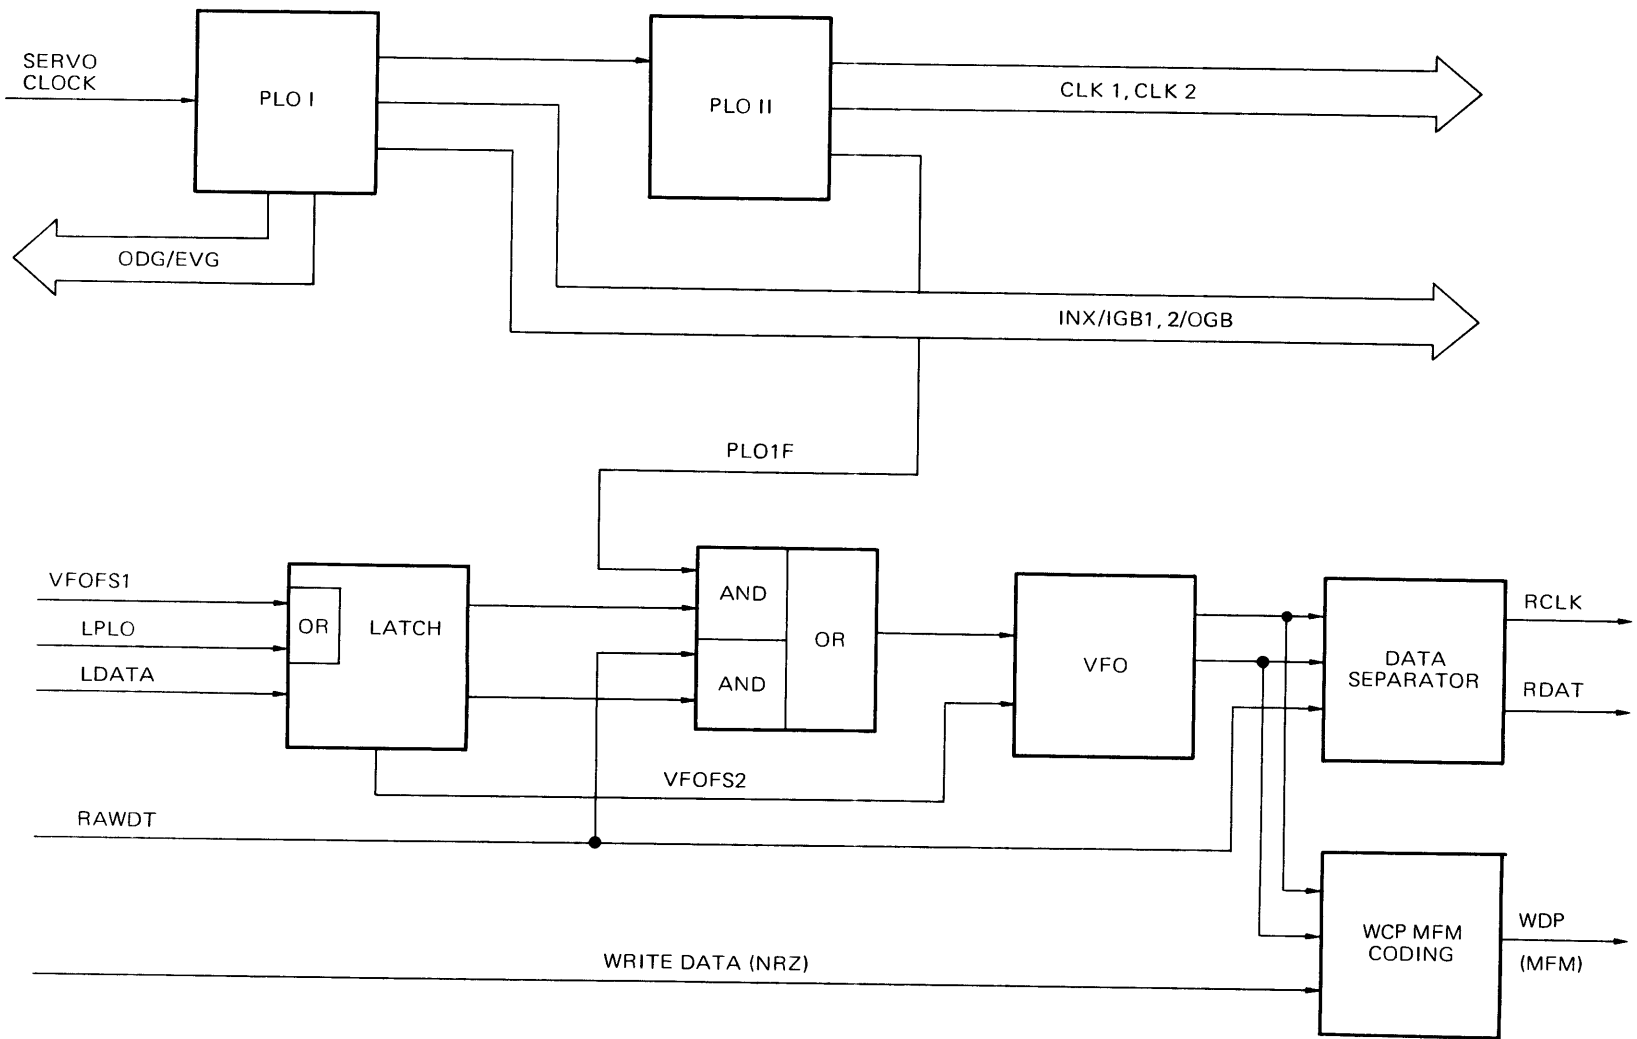 SERVO
CLOCK
PLO I
PLO II
CLK 1, CLK 2
ODG/EVG
INX/IGB1, 2/OGB
PLO1F
VFOFS1
LPLO
LDATA
OR
LATCH
AND
AND
OR
VFO
DATA
SEPARATOR
RCLK
RDAT
VFOFS2
RAWDT
WRITE DATA (NRZ)
WCP MFM
CODING
WDP
(MFM)